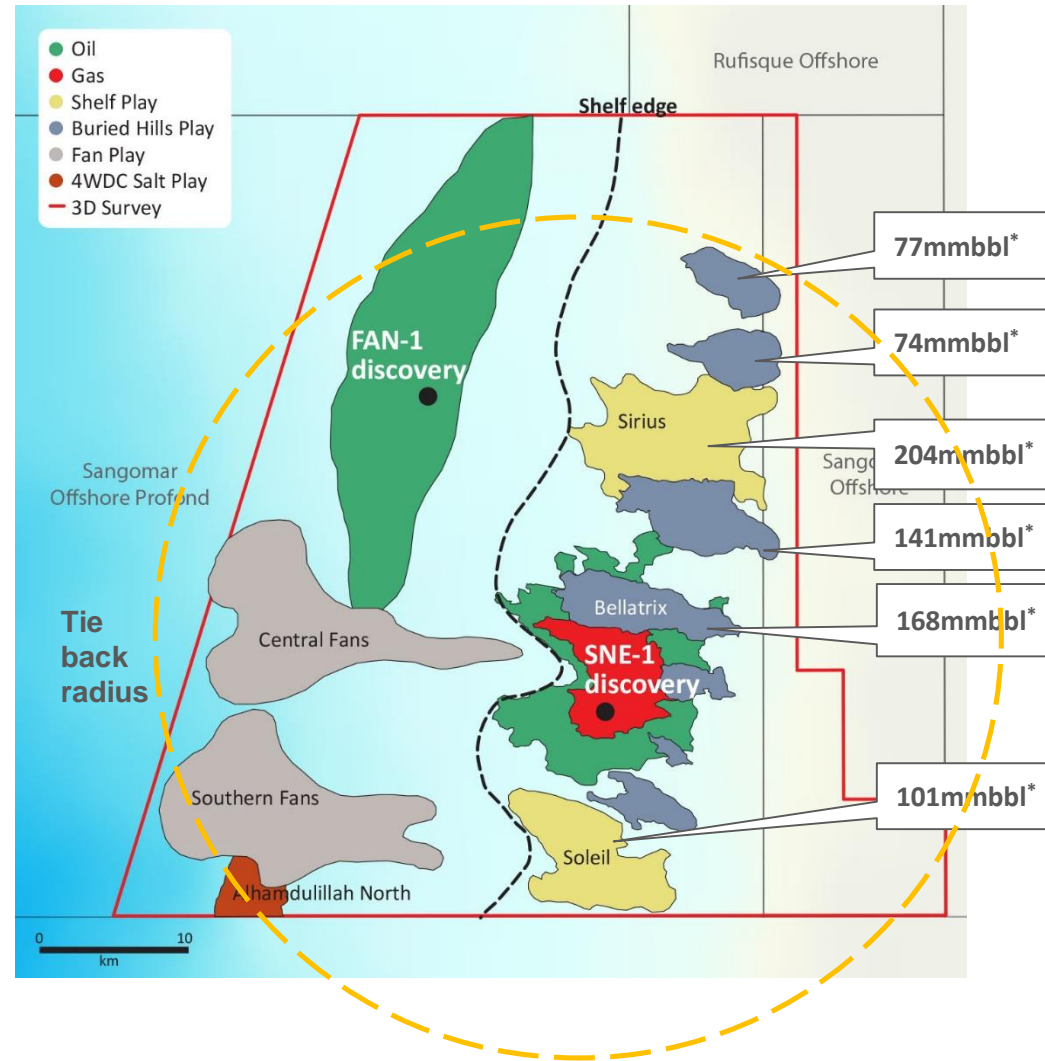 Oil
Gas
Shelf Play
Buried Hills Play
Fan Play
4WDC Salt Play
3D Survey
Rufisque Offshore
Shelf edge
77mmbbl*
FAN-1
discovery
74mmbbl*
Sirius
204mmbbl*
Sangomar
Offshore Profond
Sango
Offshore
141mmbbl*
Bellatrix
168mmbbl*
Tie
back
radius
Central Fans
SNE-1
discovery
Southern Fans
101mmbbl*
Soleil
Alhamdulillah North
0 10
km